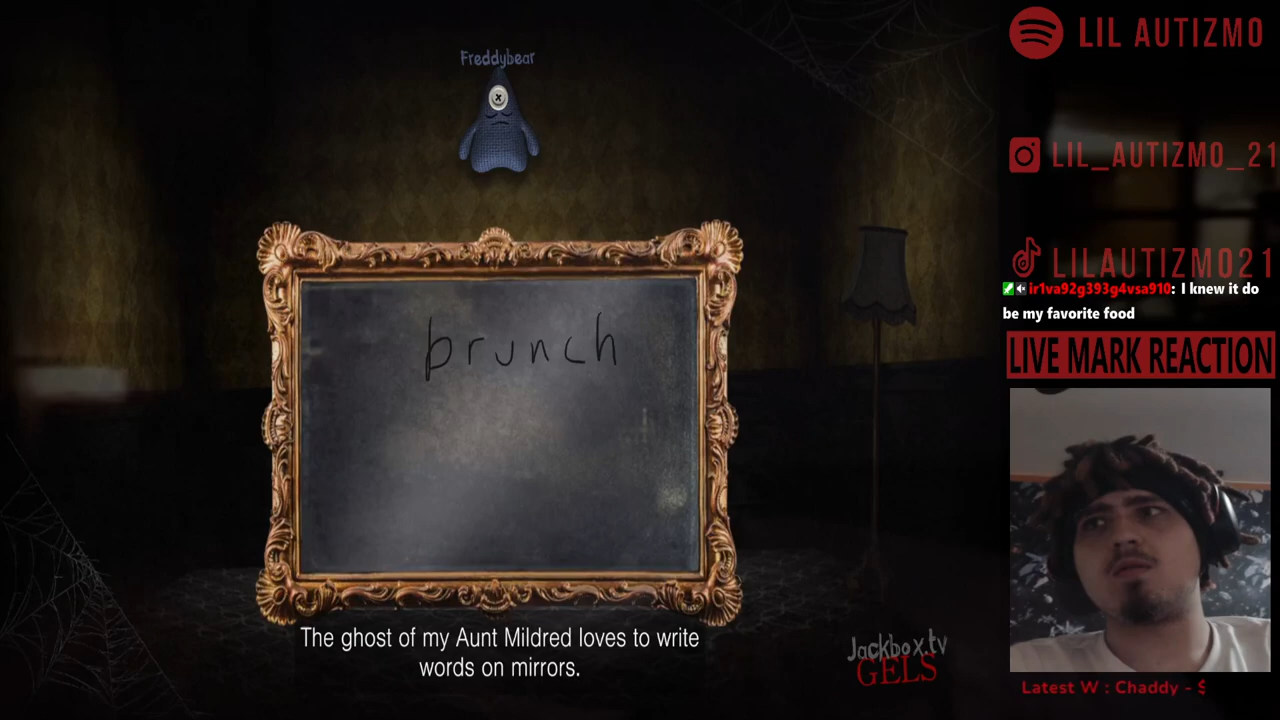 Freddybear
brunch
The ghost of my Aunt Mildred loves to write
words on mirrors.
Jackbox.tv
GELS
LIL AUTIZMO
LIL_AUTIZMO_21
LILAUTIZMO21
ir1va92g393g4vsa910: I knew it do
be my favorite food
LIVE MARK REACTION
Latest W : Chaddy - $